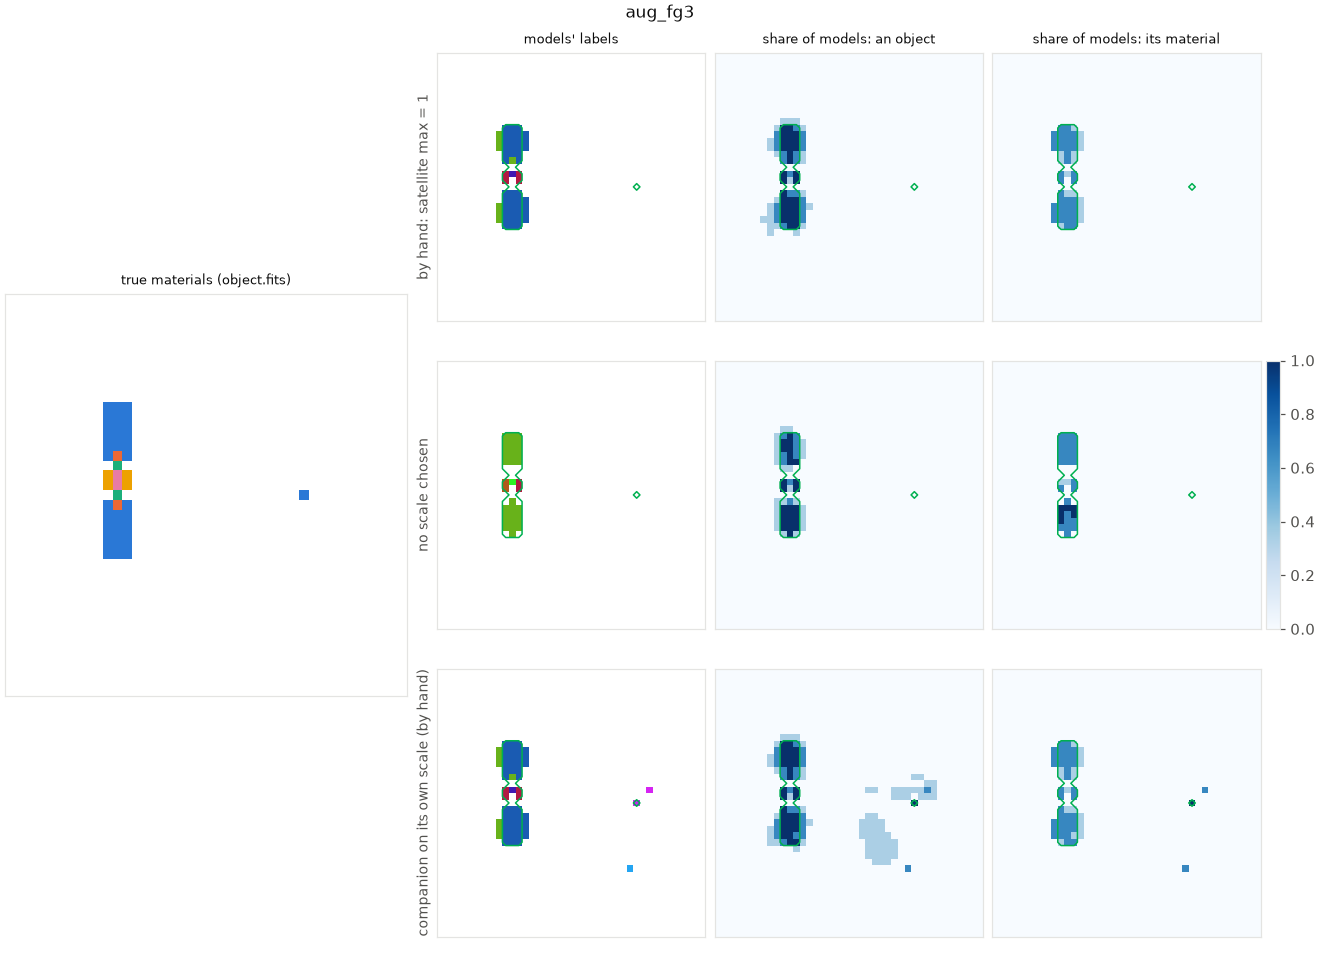 aug_fg3
models' labels
share of models: an object
share of models: its material
by hand: satellite max = 1
true materials (object.fits)
no scale chosen
1.0
0.8
0.6
0.4
0.2
0.0
companion on its own scale (by hand)